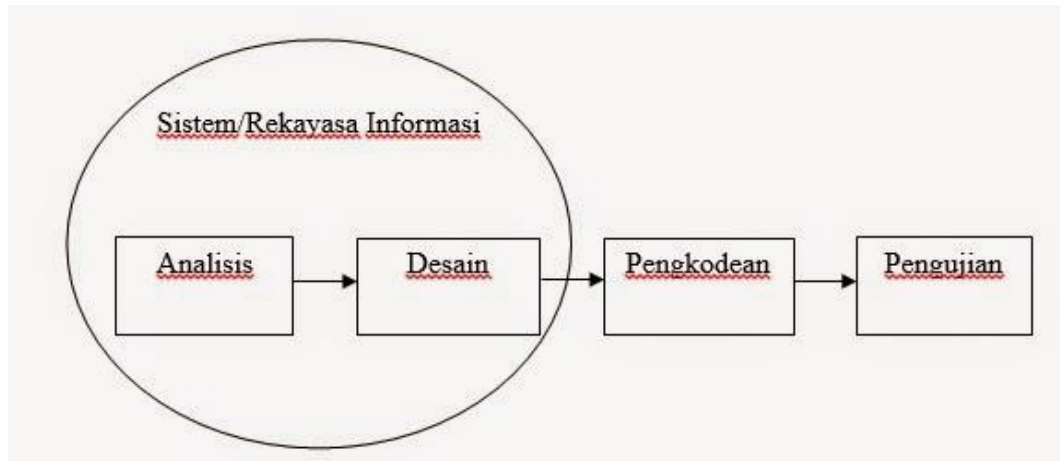 Sistem/Rekayasa Informasi
Analisis
Desain
Pengkodean
Pengujian